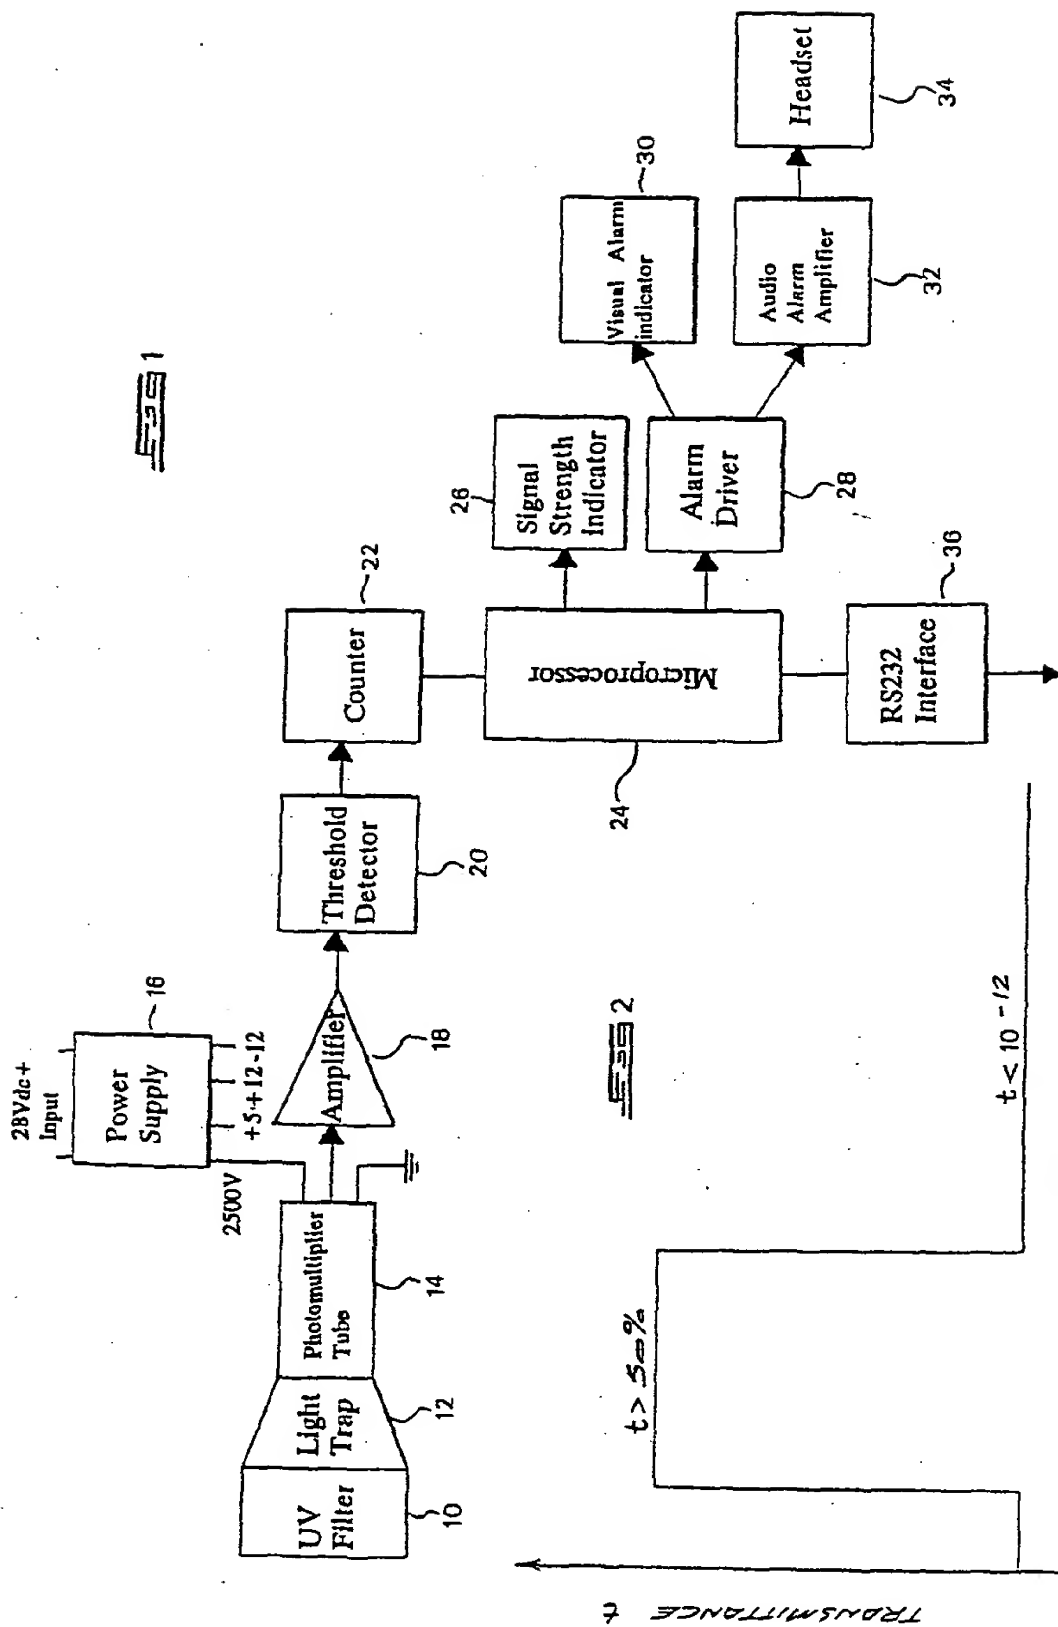 Fig 1
28Vdc+
Input
Power
Supply
16
2500V
+5+12-12
UV
Filter
10
Light
Trap
12
Photomultiplier
Tube
14
Amplifier
18
Threshold
Detector
20
Counter
22
Microprocessor
24
Signal
Strength
Indicator
26
Alarm
Driver
28
Visual Alarm
indicator
30
Audio
Alarm
Amplifier
32
Headset
34
RS232
Interface
36
Fig 2
TRANSMITTANCE t
t > 50%
t < 10 -12